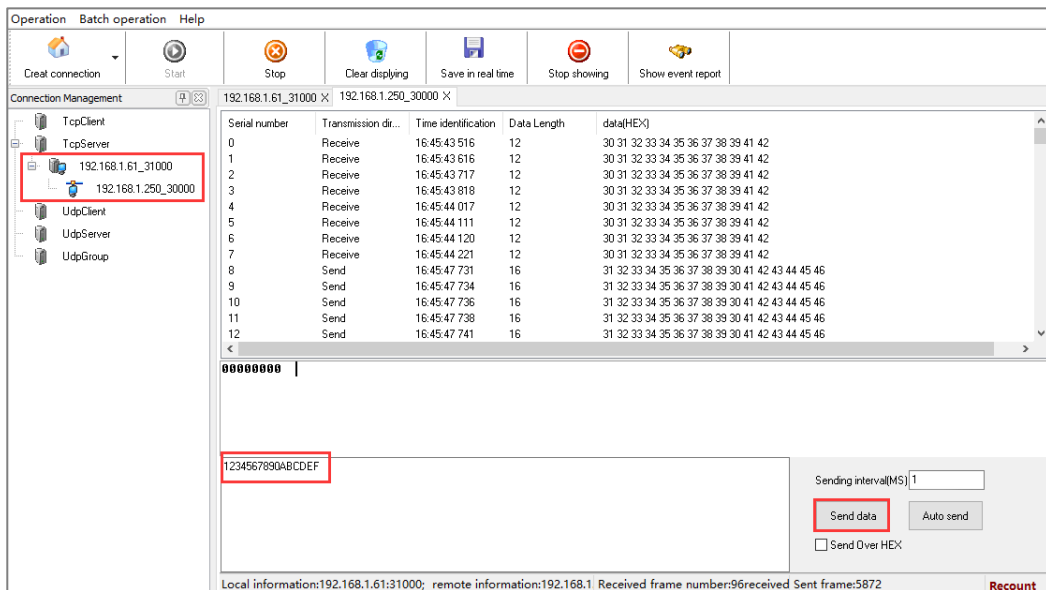 Operation Batch operation Help
Creat connection Start Stop Clear displying Save in real time Stop showing Show event report
Connection Management
TcpClient
TcpServer
192.168.1.61_31000
192.168.1.250_30000
UdpClient
UdpServer
UdpGroup
192.168.1.61_31000 X 192.168.1.250_30000 X
Serial number Transmission dir... Time identification Data Length data(HEX)
0 Receive 16:45:43 516 12 30 31 32 33 34 35 36 37 38 39 41 42
1 Receive 16:45:43 616 12 30 31 32 33 34 35 36 37 38 39 41 42
2 Receive 16:45:43 717 12 30 31 32 33 34 35 36 37 38 39 41 42
3 Receive 16:45:43 818 12 30 31 32 33 34 35 36 37 38 39 41 42
4 Receive 16:45:44 017 12 30 31 32 33 34 35 36 37 38 39 41 42
5 Receive 16:45:44 111 12 30 31 32 33 34 35 36 37 38 39 41 42
6 Receive 16:45:44 120 12 30 31 32 33 34 35 36 37 38 39 41 42
7 Receive 16:45:44 221 12 30 31 32 33 34 35 36 37 38 39 41 42
8 Send 16:45:47 731 16 31 32 33 34 35 36 37 38 39 30 41 42 43 44 45 46
9 Send 16:45:47 734 16 31 32 33 34 35 36 37 38 39 30 41 42 43 44 45 46
10 Send 16:45:47 736 16 31 32 33 34 35 36 37 38 39 30 41 42 43 44 45 46
11 Send 16:45:47 738 16 31 32 33 34 35 36 37 38 39 30 41 42 43 44 45 46
12 Send 16:45:47 741 16 31 32 33 34 35 36 37 38 39 30 41 42 43 44 45 46
00000000
1234567890ABCDEF
Sending interval(MS) 1
Send data Auto send
Send Over HEX
Local information:192.168.1.61:31000; remote information:192.168.1 Received frame number:96received Sent frame:5872 Recount